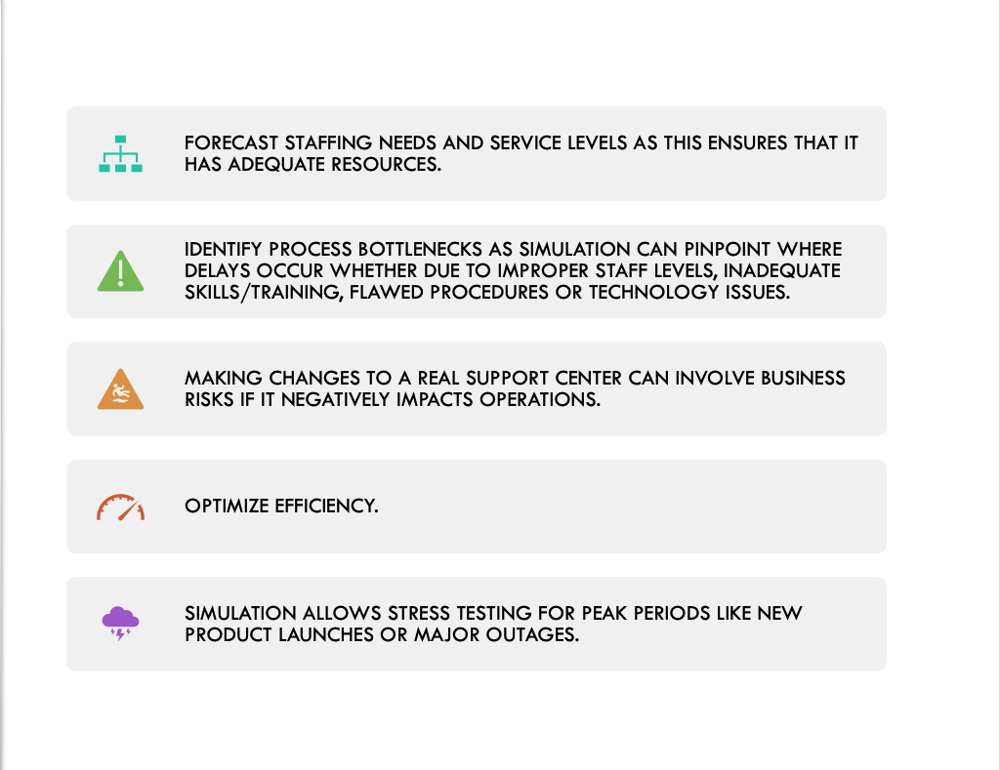 FORECAST STAFFING NEEDS AND SERVICE LEVELS AS THIS ENSURES THAT IT
HAS ADEQUATE RESOURCES.
IDENTIFY PROCESS BOTTLENECKS AS SIMULATION CAN PINPOINT WHERE
DELAYS OCCUR WHETHER DUE TO IMPROPER STAFF LEVELS, INADEQUATE
SKILLS/TRAINING, FLAWED PROCEDURES OR TECHNOLOGY ISSUES.
MAKING CHANGES TO A REAL SUPPORT CENTER CAN INVOLVE BUSINESS
RISKS IF IT NEGATIVELY IMPACTS OPERATIONS.
OPTIMIZE EFFICIENCY.
SIMULATION ALLOWS STRESS TESTING FOR PEAK PERIODS LIKE NEW
PRODUCT LAUNCHES OR MAJOR OUTAGES.